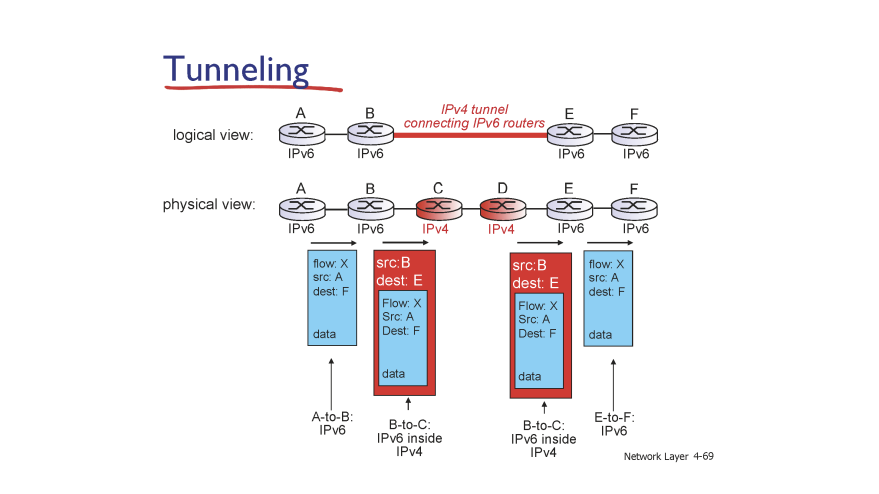 Tunneling
IPv4 tunnel
connecting IPv6 routers
A B E F
logical view:
IPv6 IPv6 IPv6 IPv6
A B C D E F
physical view:
IPv6 IPv6 IPv4 IPv4 IPv6 IPv6
flow: X
src: A
dest: F
data
src:B
dest: E
Flow: X
Src: A
Dest: F
data
src:B
dest: E
Flow: X
Src: A
Dest: F
data
flow: X
src: A
dest: F
data
A-to-B:
IPv6
B-to-C:
IPv6 inside
IPv4
B-to-C:
IPv6 inside
IPv4
E-to-F:
IPv6
Network Layer 4-69